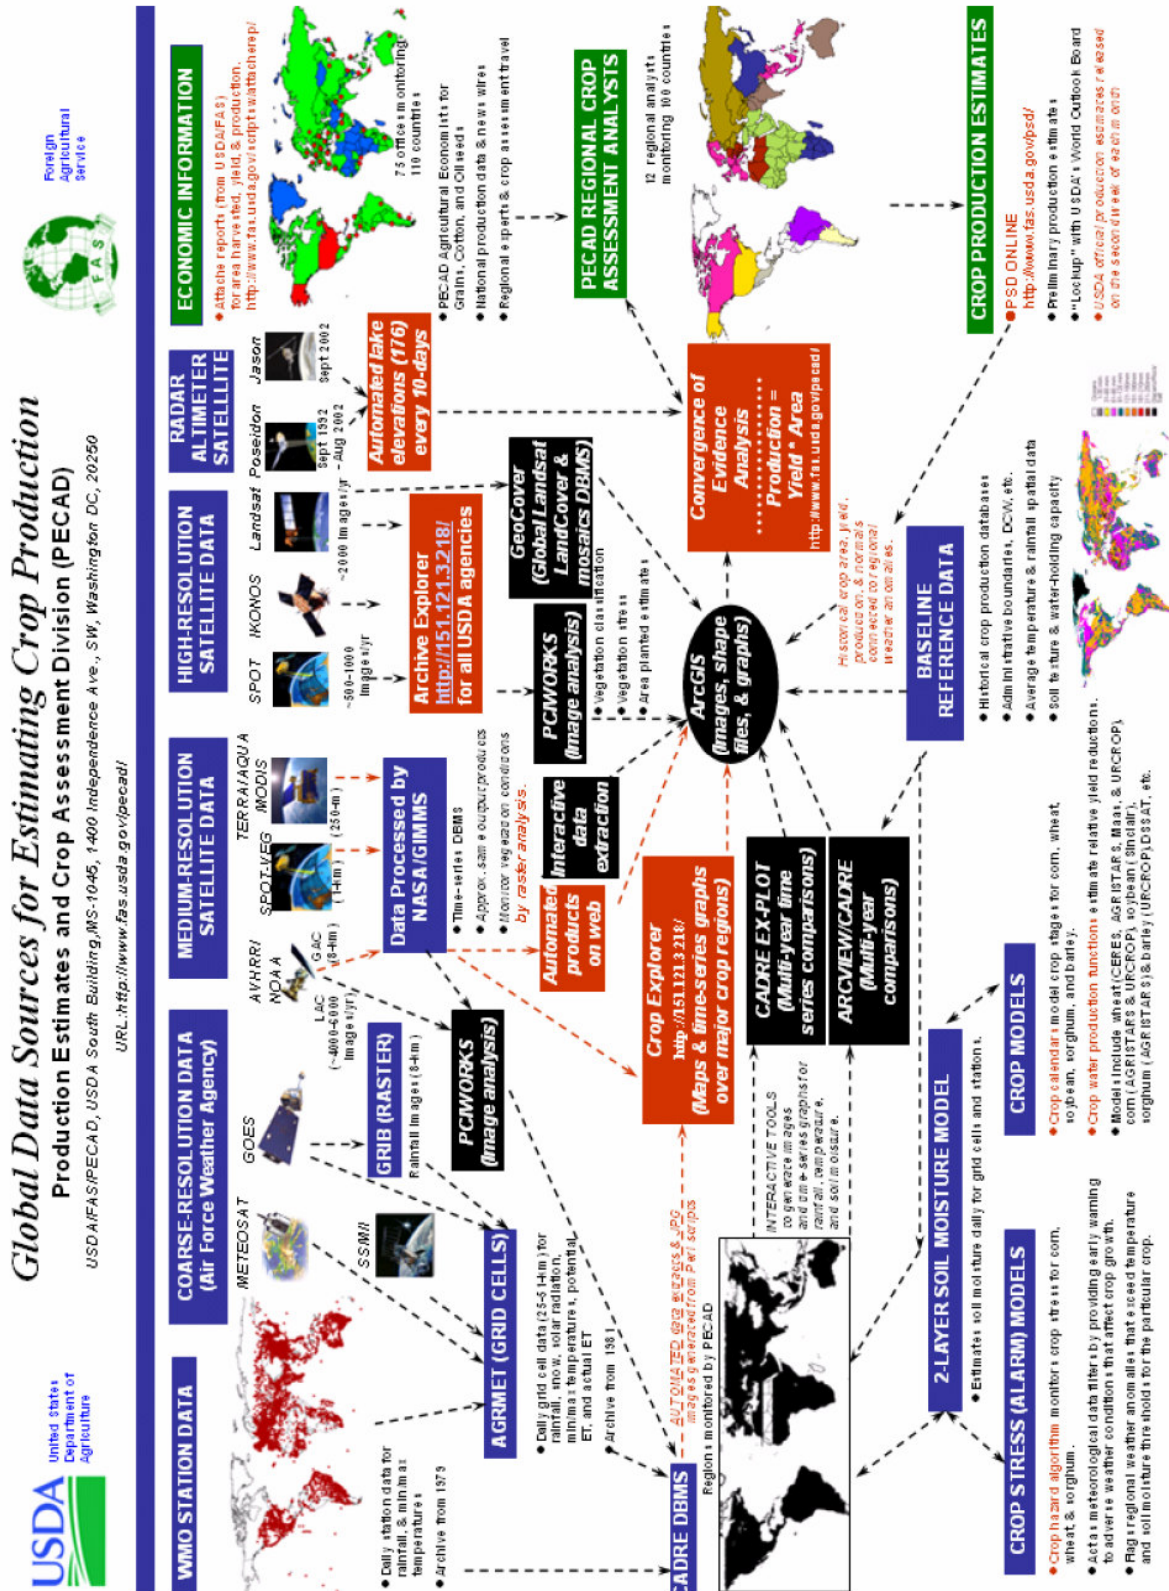 Global Data Sources for Estimating Crop Production
Production Estimates and Crop Assessment Division (PECAD)
USDA/FAS/PECAD, USDA South Building, MS-1045, 1400 Independence Ave., SW, Washington DC, 20250
URL:http://www.fas.usda.gov/pecad/
USDA
United States
Department of
Agriculture
FAS
Foreign
Agricultural
Service
WMO STATION DATA
● Daily station data for
rainfall, & min/max
temperatures
● Archive from 1979
COARSE-RESOLUTION DATA
(Air Force Weather Agency)
METEOSAT
GOES
SSM/I
GRIB (RASTER)
Rainfall Images (8-km)
AGRMET (GRID CELLS)
● Daily grid cell data (25-51-km) for
rainfall, snow, solar radiation,
min/max temperatures, potential
ET, and actual ET
● Archive from 1981
MEDIUM-RESOLUTION
SATELLITE DATA
AVHRR/
NOAA
SPOT-VEG
TERRA/AQUA
MODIS
LAC
(~4000-6000
Images/yr)
GAC
(8-km)
(1-km)
(250-m)
Data Processed by
NASA/GIMMS
● Time-series DBMS
● Approx. same output products
● Monitor vegetation conditions
by raster analysis.
PCIWORKS
(Image analysis)
Automated
products
on web
Interactive
data
extraction
HIGH-RESOLUTION
SATELLITE DATA
SPOT
IKONOS
Landsat
~500-1000
Images/yr
~2000 Images/yr
Archive Explorer
http://151.121.3.218/
for all USDA agencies
PCIWORKS
(Image analysis)
● Vegetation classification
● Vegetation stress
● Area planted estimates
GeoCover
(Global Landsat
LandCover &
mosaics DBMS)
RADAR
ALTIMETER
SATELLLITE
Poseidon
Jason
Sept 1992
– Aug 2002
Sept 2002
Automated lake
elevations (176)
every 10-days
ECONOMIC INFORMATION
● Attache reports (from USDA/FAS)
for area harvested, yield, & production.
http://www.fas.usda.gov/scriptsw/attacherep/
75 offices monitoring
110 countries
● PECAD Agricultural Economists for
Grains, Cotton, and Oilseeds
● National production data & news wires
● Regional experts & crop assessment travel
PECAD REGIONAL CROP
ASSESSMENT ANALYSTS
12 regional analysts
monitoring 100 countries
Convergence of
Evidence
Analysis
Production =
Yield * Area
http://www.fas.usda.gov/pecad/
ArcGIS
(Images, shape
files, & graphs)
Crop Explorer
http://151.121.3.218/
(Maps & time-series graphs
over major crop regions)
CADRE DBMS
AUTOMATED data extracts & JPG
images generated from Perl scripts
Regions monitored by PECAD
INTERACTIVE TOOLS
to generate images
and time-series graphs for
rainfall, temperature,
and soil moisture.
CADRE EX-PLOT
(Multi-year time
series comparisons)
ARCVIEW/CADRE
(Multi-year
comparisons)
Historical crop area, yield,
production, & normals
connected to regional
weather anomalies.
BASELINE
REFERENCE DATA
● Historical crop production databases
● Administrative boundaries, DCW, etc.
● Average temperature & rainfall spatial data
● Soil texture & water-holding capacity
CROP PRODUCTION ESTIMATES
● PSD ONLINE
http://www.fas.usda.gov/psd/
● Preliminary production estimates
● "Lockup" with USDA's World Outlook Board
● USDA official production estimates released
on the second week of each month
2-LAYER SOIL MOISTURE MODEL
● Estimates soil moisture daily for grid cells and stations.
CROP STRESS (ALARM) MODELS
● Crop hazard algorithm monitors crop stress for corn,
wheat, & sorghum.
● Act as meteorological data filters by providing early warning
to adverse weather conditions that affect crop growth.
● Flags regional weather anomalies that exceed temperature
and soil moisture thresholds for the particular crop.
CROP MODELS
● Crop calendars model crop stages for corn, wheat,
soybean, sorghum, and barley.
● Crop water production functions estimate relative yield reductions.
● Models include wheat (CERES, AGRISTARS, Maas, & URCROP),
corn (AGRISTARS & URCROP), soybean (Sinclair),
sorghum (AGRISTARS) & barley (URCROP), DSSAT, etc.